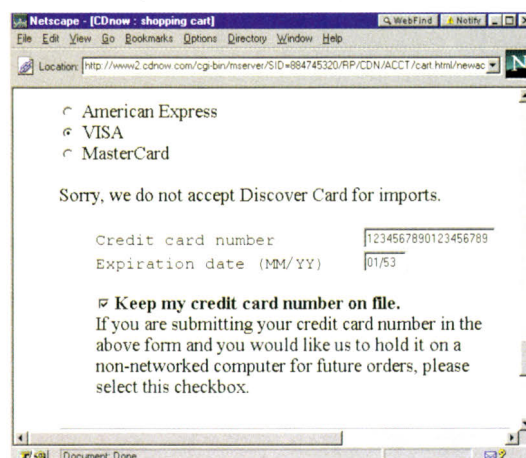 Netscape - [CDnow : shopping cart]
WebFind Notify
File Edit View Go Bookmarks Options Directory Window Help
Location: http://www2.cdnow.com/cgi-bin/mserver/SID=884745320/RP/CDN/ACCT/cart.html/newac
N
American Express
VISA
MasterCard
Sorry, we do not accept Discover Card for imports.
Credit card number 1234567890123456789
Expiration date (MM/YY) 01/53
Keep my credit card number on file.
If you are submitting your credit card number in the
above form and you would like us to hold it on a
non-networked computer for future orders, please
select this checkbox.
Document: Done